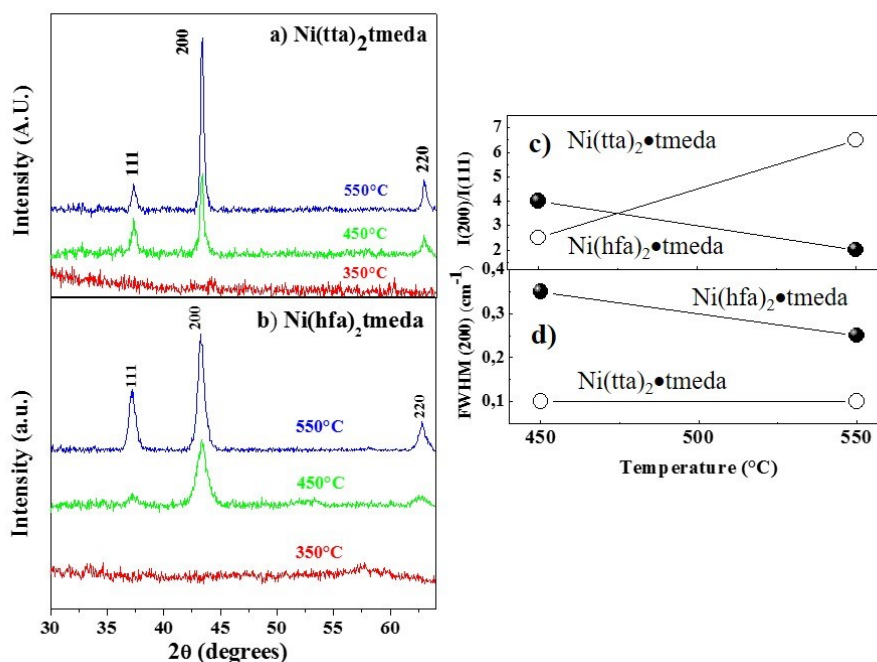 a) Ni(tta)2tmeda
200
111
220
550°C
450°C
350°C
Intensity (A.U.)
b) Ni(hfa)2tmeda
200
111
220
550°C
450°C
350°C
Intensity (a.u.)
30 35 40 45 50 55 60
2θ (degrees)
c)
Ni(tta)2•tmeda
Ni(hfa)2•tmeda
7
6
5
4
3
2
I(200)/I(111)
d)
Ni(hfa)2•tmeda
Ni(tta)2•tmeda
0,4
0,3
0,2
0,1
FWHM (200) (cm-1)
450 500 550
Temperature (°C)